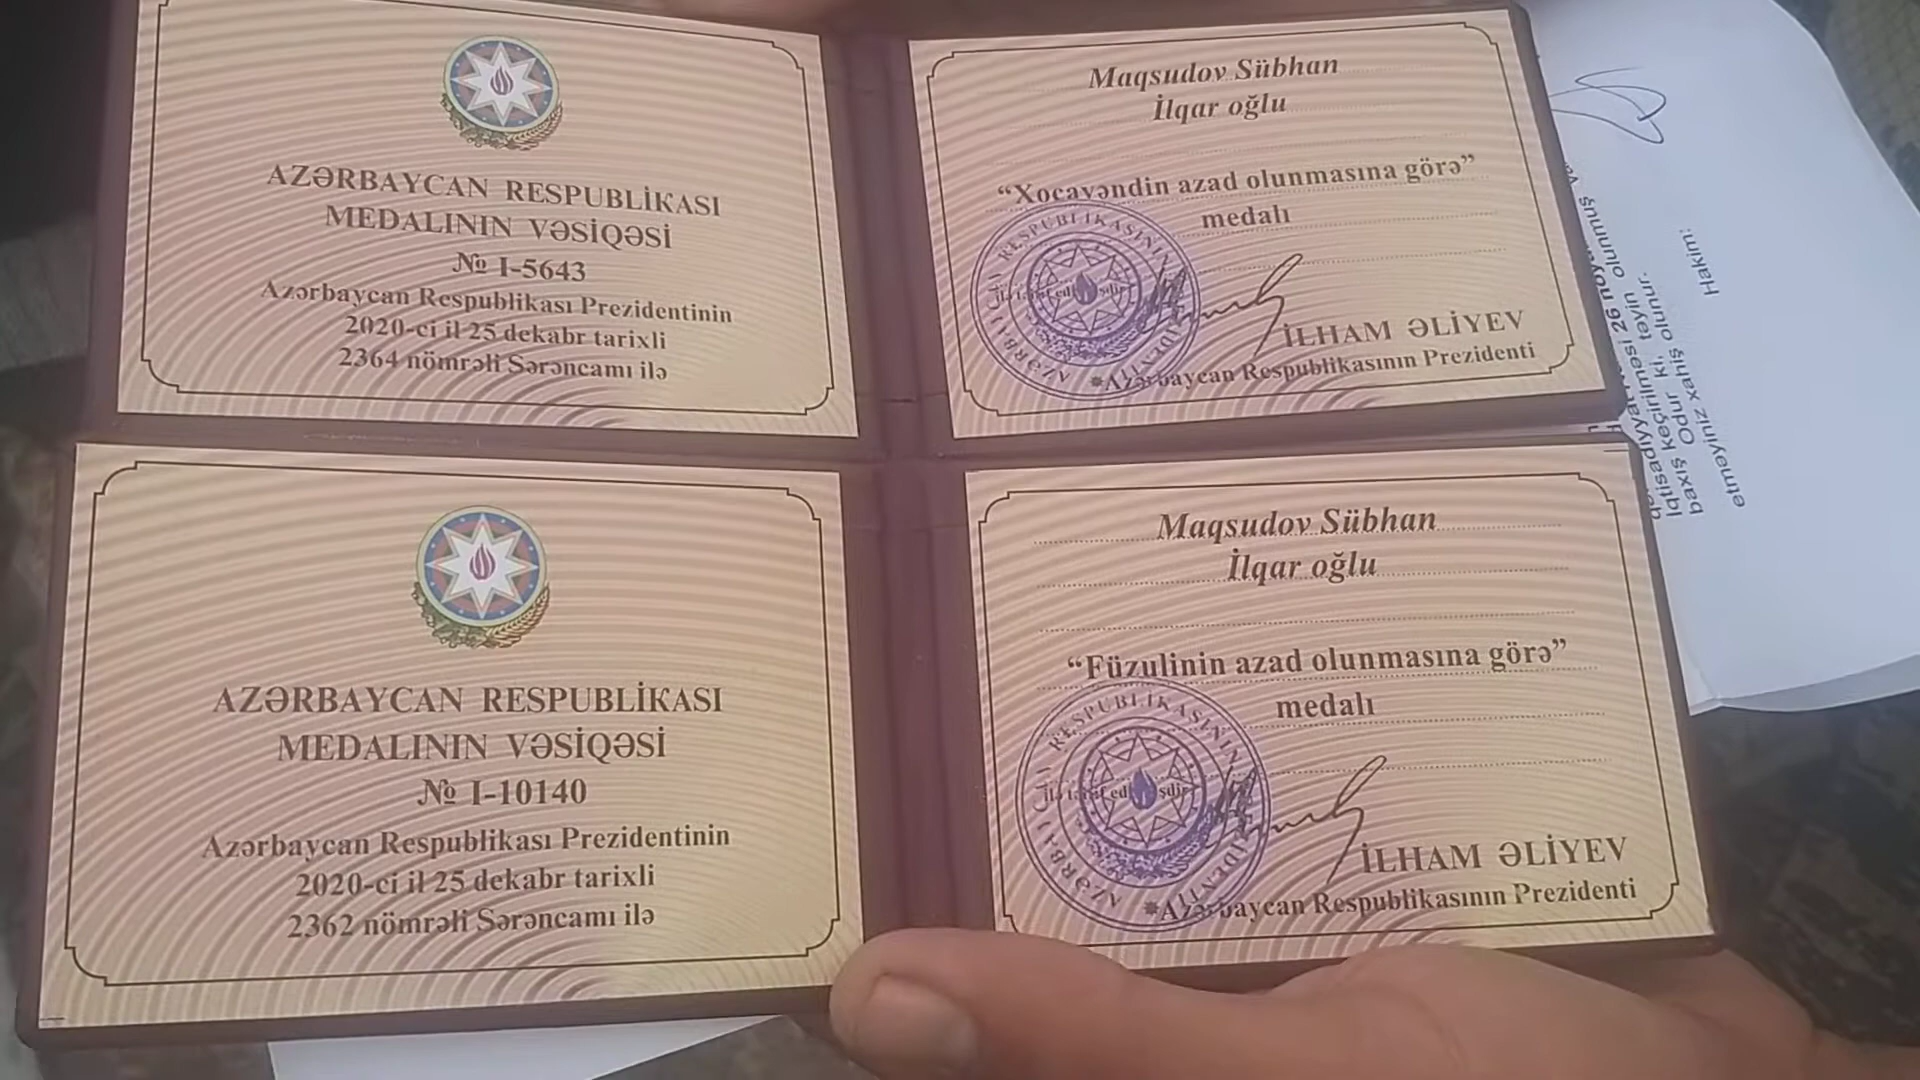 AZƏRBAYCAN RESPUBLİKASI
MEDALININ VƏSİQƏSİ
№ I-5643
Azərbaycan Respublikası Prezidentinin
2020-ci il 25 dekabr tarixli
2364 nömrəli Sərəncamı ilə
Maqsudov Sübhan
İlqar oğlu
“Xocavəndin azad olunmasına görə”
medalı
İLHAM ƏLİYEV
Azərbaycan Respublikasının Prezidenti
AZƏRBAYCAN RESPUBLİKASI
MEDALININ VƏSİQƏSİ
№ I-10140
Azərbaycan Respublikası Prezidentinin
2020-ci il 25 dekabr tarixli
2362 nömrəli Sərəncamı ilə
Maqsudov Sübhan
İlqar oğlu
“Füzulinin azad olunmasına görə”
medalı
İLHAM ƏLİYEV
Azərbaycan Respublikasının Prezidenti
keçirilməsi 26
baxış Odur ki, təyin olunmuş
etməyiniz xahiş olunur.
Hakim: